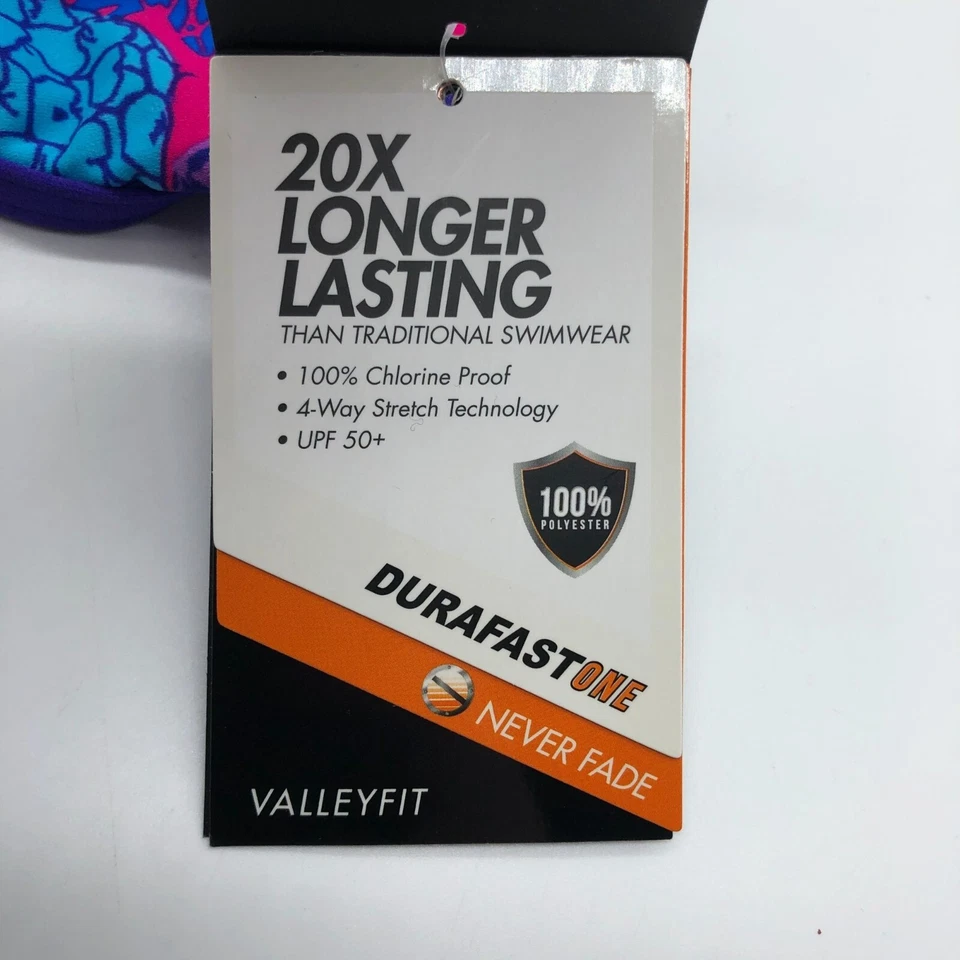 20X
LONGER
LASTING
THAN TRADITIONAL SWIMWEAR
• 100% Chlorine Proof
• 4-Way Stretch Technology
• UPF 50+
100%
POLYESTER
DURAFASTONE
NEVER FADE
VALLEYFIT